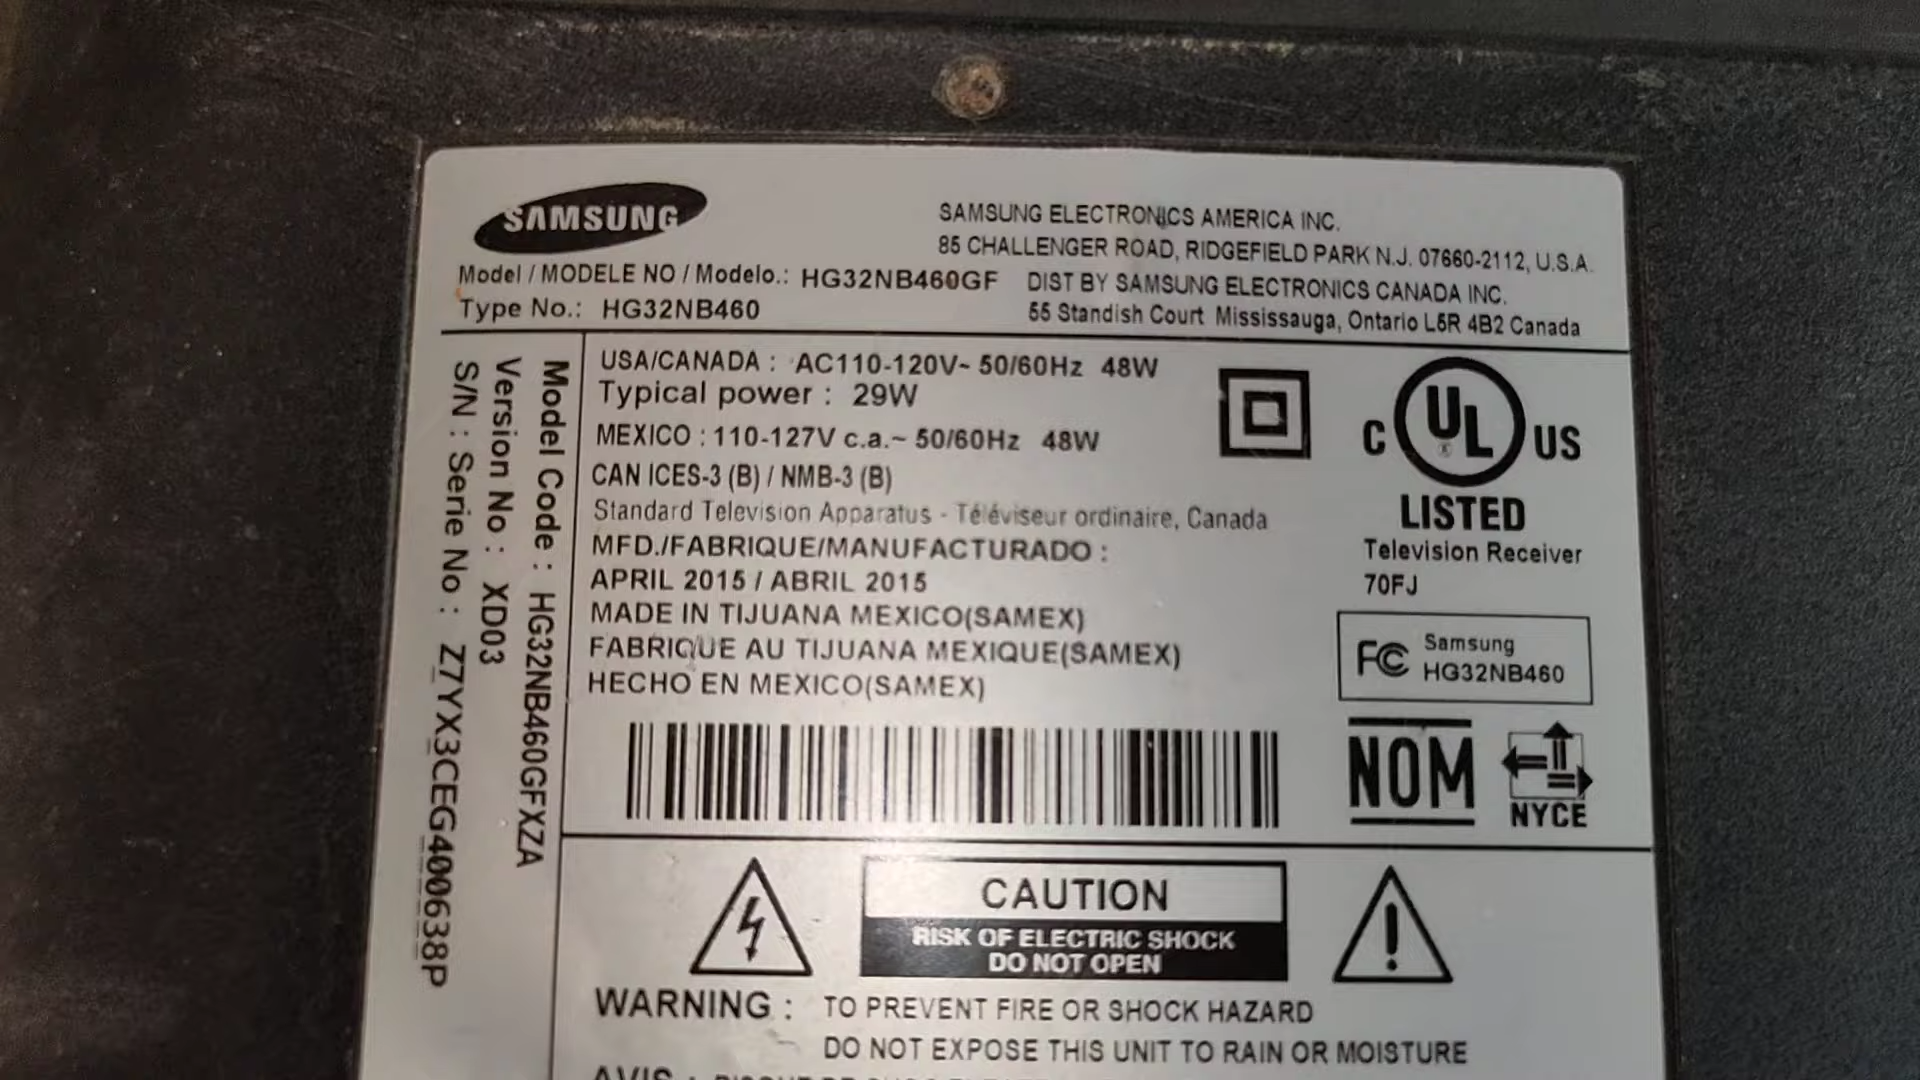 SAMSUNG
SAMSUNG ELECTRONICS AMERICA INC.
85 CHALLENGER ROAD, RIDGEFIELD PARK N.J. 07660-2112, U.S.A.
Model / MODELE NO / Modelo.: HG32NB460GF
DIST BY SAMSUNG ELECTRONICS CANADA INC.
Type No.: HG32NB460
55 Standish Court Mississauga, Ontario L5R 4B2 Canada
Model Code : HG32NB460GFXZA
Version No : XD03
S/N : Serie No : Z7YX3CEG400638P
USA/CANADA : AC110-120V~ 50/60Hz 48W
Typical power : 29W
MEXICO : 110-127V c.a.~ 50/60Hz 48W
CAN ICES-3 (B) / NMB-3 (B)
Standard Television Apparatus - Téléviseur ordinaire, Canada
MFD./FABRIQUE/MANUFACTURADO :
APRIL 2015 / ABRIL 2015
MADE IN TIJUANA MEXICO(SAMEX)
FABRIQUE AU TIJUANA MEXIQUE(SAMEX)
HECHO EN MEXICO(SAMEX)
C UL ® US
LISTED
Television Receiver
70FJ
FC Samsung
HG32NB460
NOM
NYCE
CAUTION
RISK OF ELECTRIC SHOCK
DO NOT OPEN
WARNING : TO PREVENT FIRE OR SHOCK HAZARD
DO NOT EXPOSE THIS UNIT TO RAIN OR MOISTURE
AVIS :